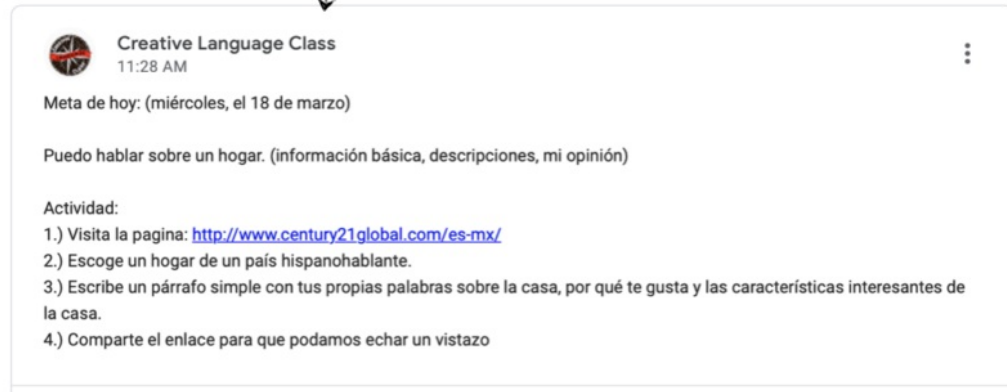 Creative Language Class
11:28 AM
Meta de hoy: (miércoles, el 18 de marzo)
Puedo hablar sobre un hogar. (información básica, descripciones, mi opinión)
Actividad:
1.) Visita la pagina: http://www.century21global.com/es-mx/
2.) Escoge un hogar de un país hispanohablante.
3.) Escribe un párrafo simple con tus propias palabras sobre la casa, por qué te gusta y las características interesantes de
la casa.
4.) Comparte el enlace para que podamos echar un vistazo